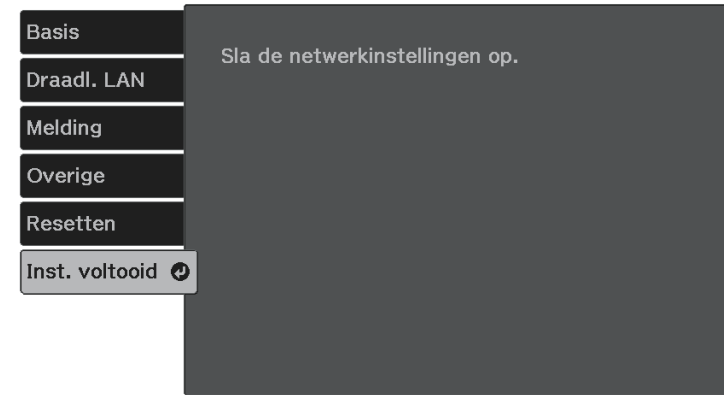 Basis
Sla de netwerkinstellingen op.
Draadl. LAN
Melding
Overige
Resetten
Inst. voltooid